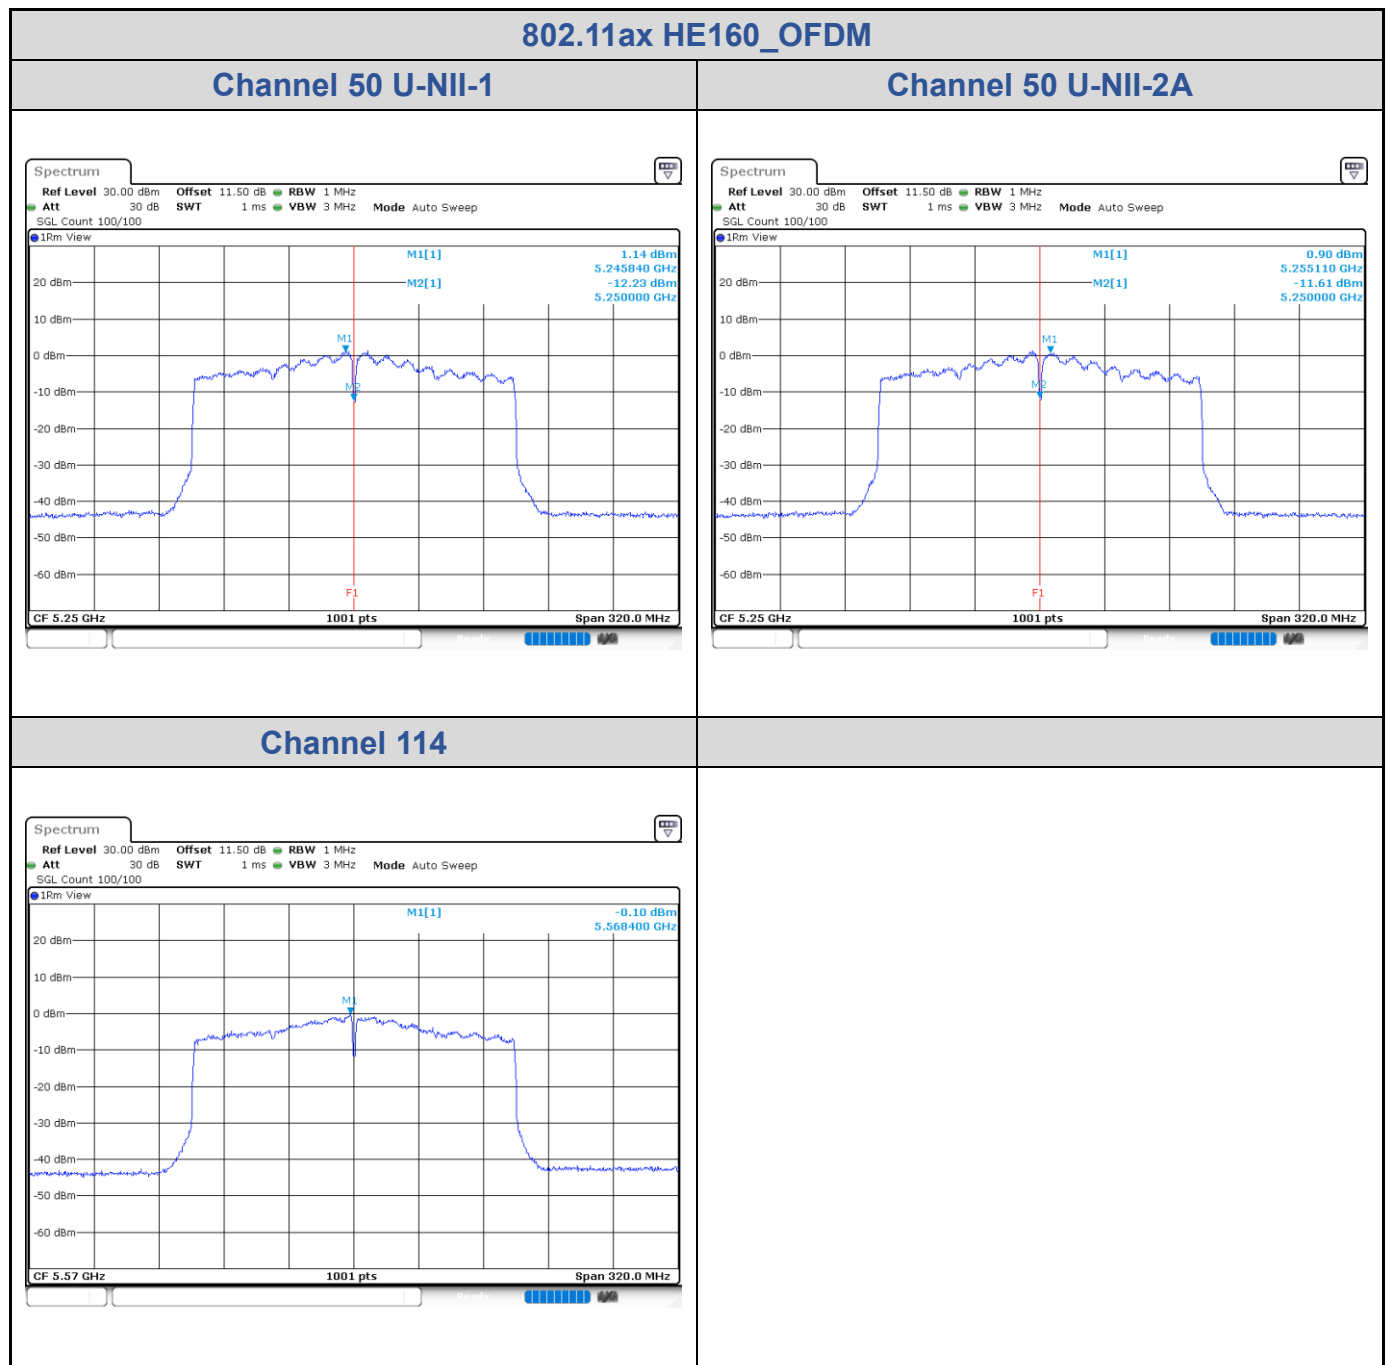 802.11ax HE160_OFDM
Channel 50 U-NII-1
Channel 50 U-NII-2A
Spectrum
Ref Level 30.00 dBm Offset 11.50 dB RBW 1 MHz
Att 30 dB SWT 1 ms VBW 3 MHz Mode Auto Sweep
SGL Count 100/100
1Rm View
M1[1] 1.14 dBm
5.245840 GHz
M2[1] -12.23 dBm
5.250000 GHz
20 dBm
10 dBm
M1
0 dBm
M2
-10 dBm
-20 dBm
-30 dBm
-40 dBm
-50 dBm
-60 dBm
F1
CF 5.25 GHz 1001 pts Span 320.0 MHz
Spectrum
Ref Level 30.00 dBm Offset 11.50 dB RBW 1 MHz
Att 30 dB SWT 1 ms VBW 3 MHz Mode Auto Sweep
SGL Count 100/100
1Rm View
M1[1] 0.90 dBm
5.255110 GHz
M2[1] -11.61 dBm
5.250000 GHz
20 dBm
10 dBm
M1
0 dBm
M2
-10 dBm
-20 dBm
-30 dBm
-40 dBm
-50 dBm
-60 dBm
F1
CF 5.25 GHz 1001 pts Span 320.0 MHz
Channel 114
Spectrum
Ref Level 30.00 dBm Offset 11.50 dB RBW 1 MHz
Att 30 dB SWT 1 ms VBW 3 MHz Mode Auto Sweep
SGL Count 100/100
1Rm View
M1[1] -0.10 dBm
5.568400 GHz
20 dBm
10 dBm
M1
0 dBm
-10 dBm
-20 dBm
-30 dBm
-40 dBm
-50 dBm
-60 dBm
CF 5.57 GHz 1001 pts Span 320.0 MHz